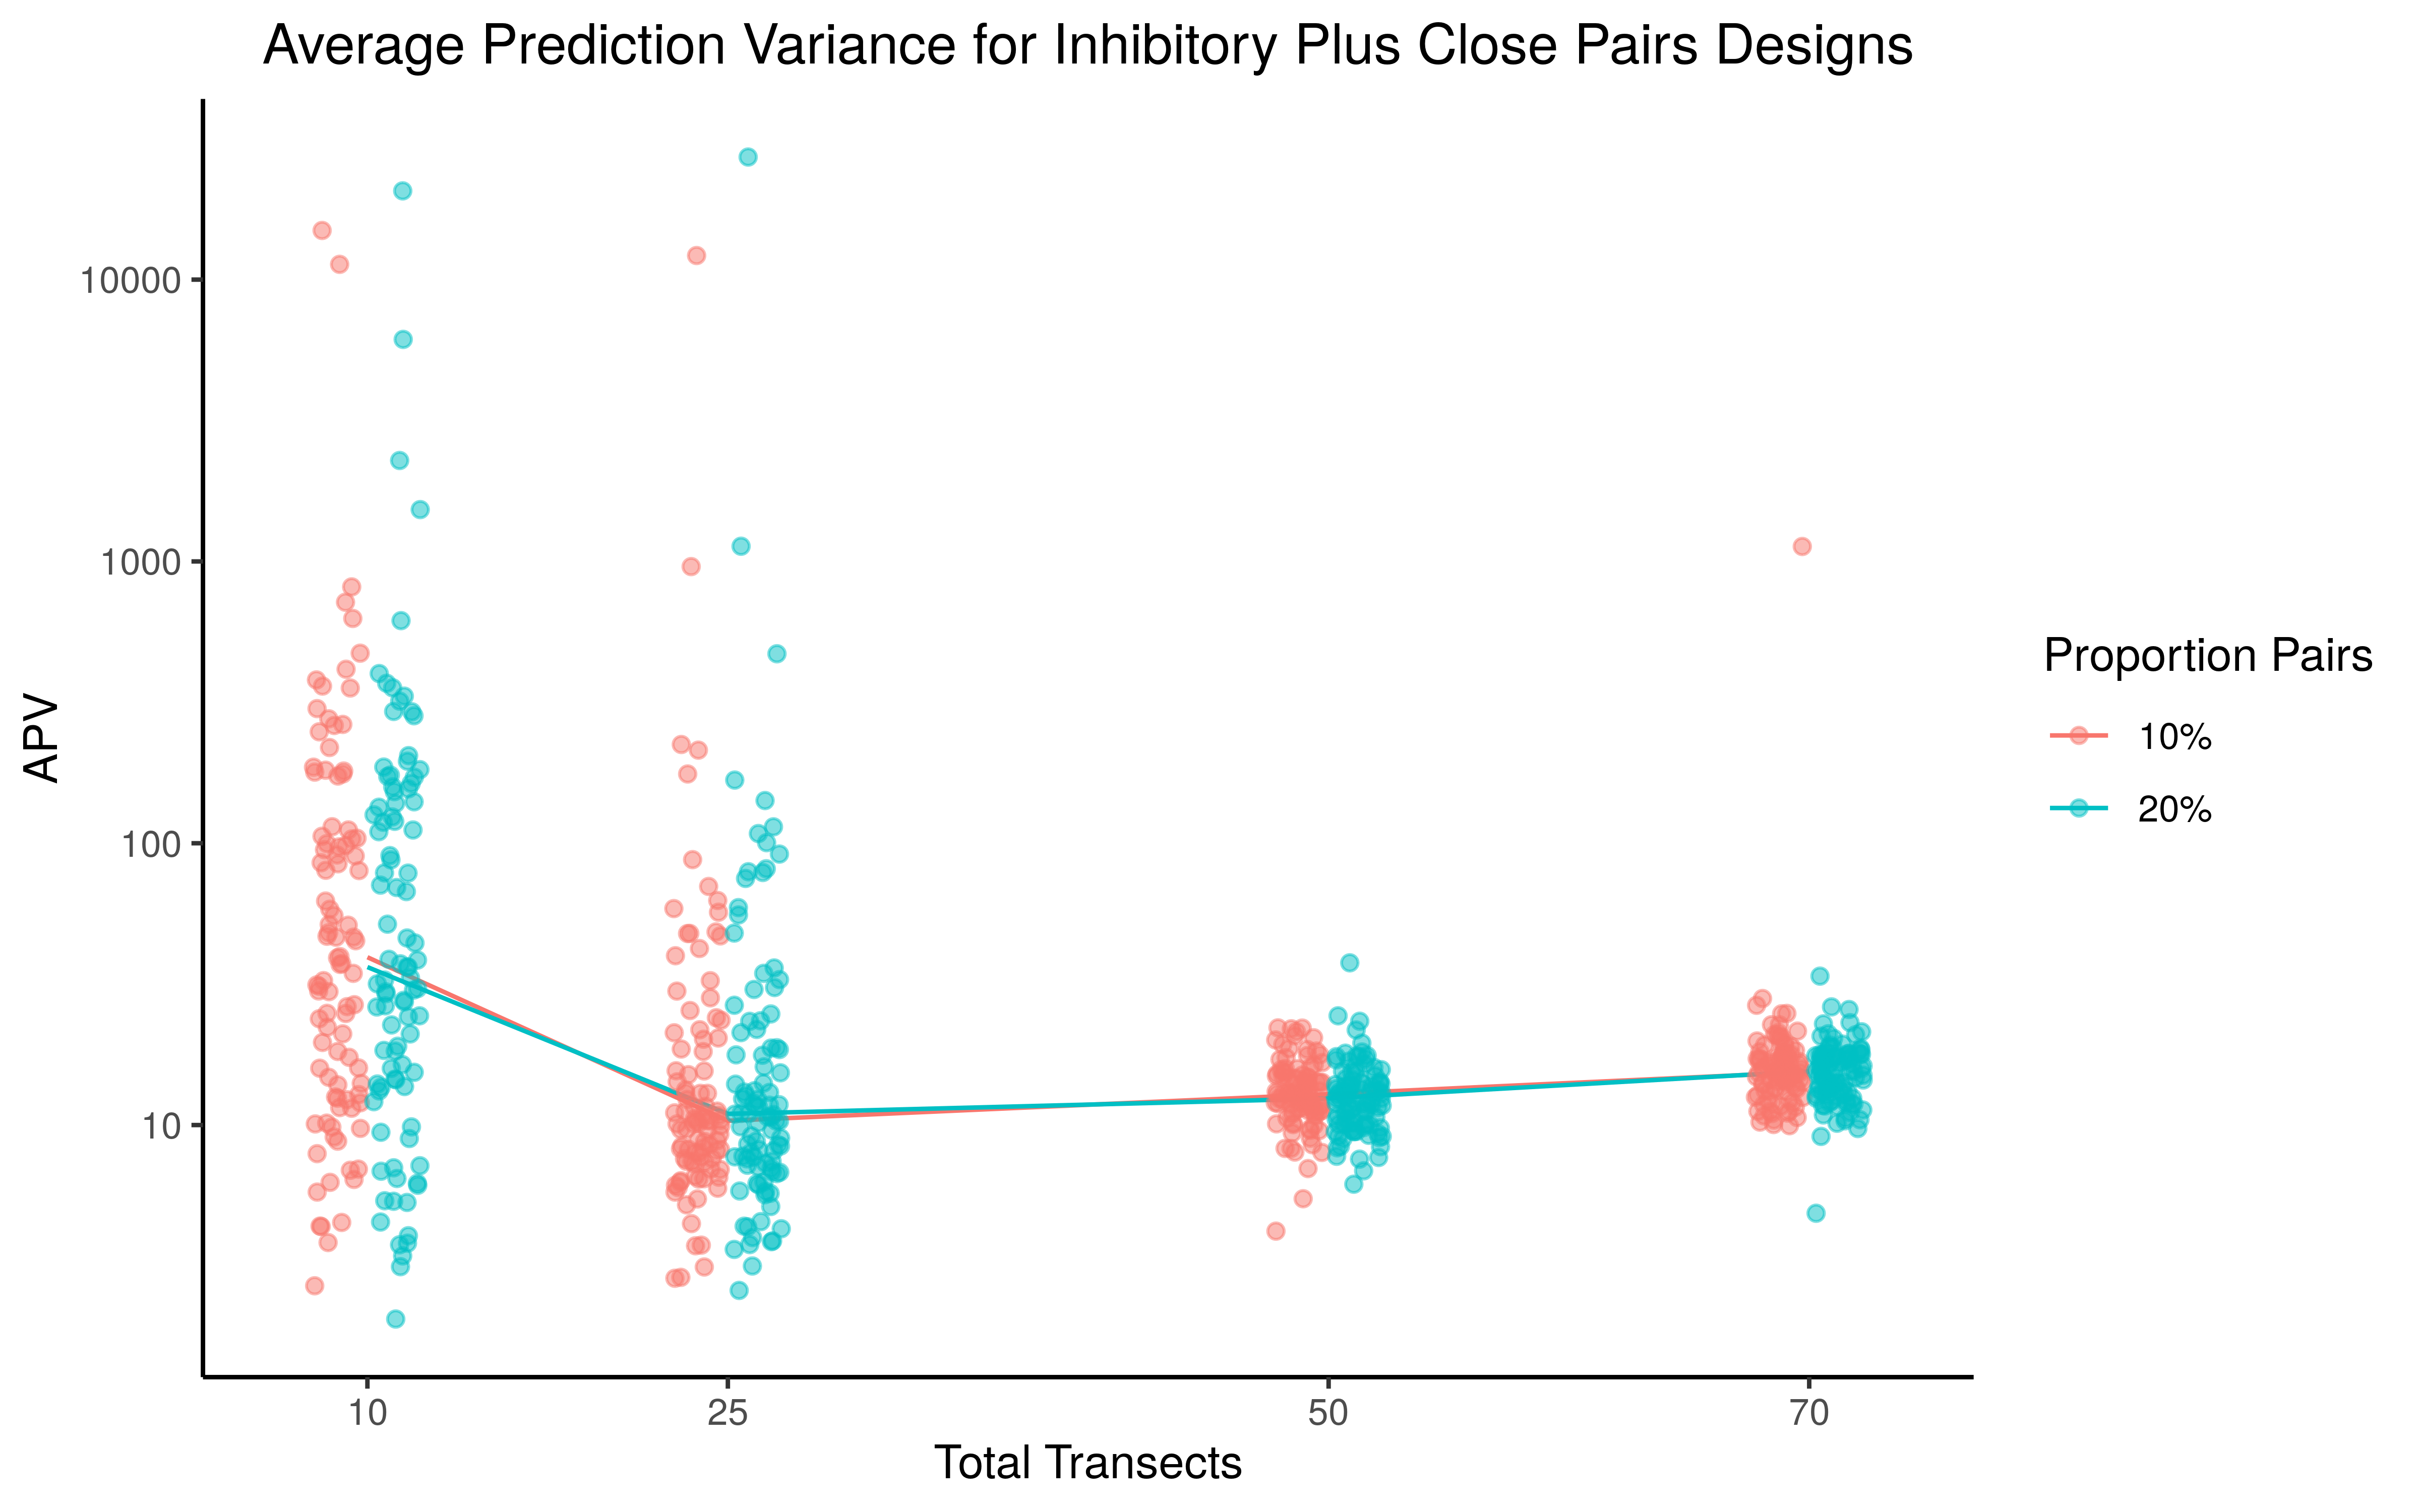 Average Prediction Variance for Inhibitory Plus Close Pairs Designs
APV
10000
1000
100
10
10
25
50
70
Total Transects
Proportion Pairs
10%
20%